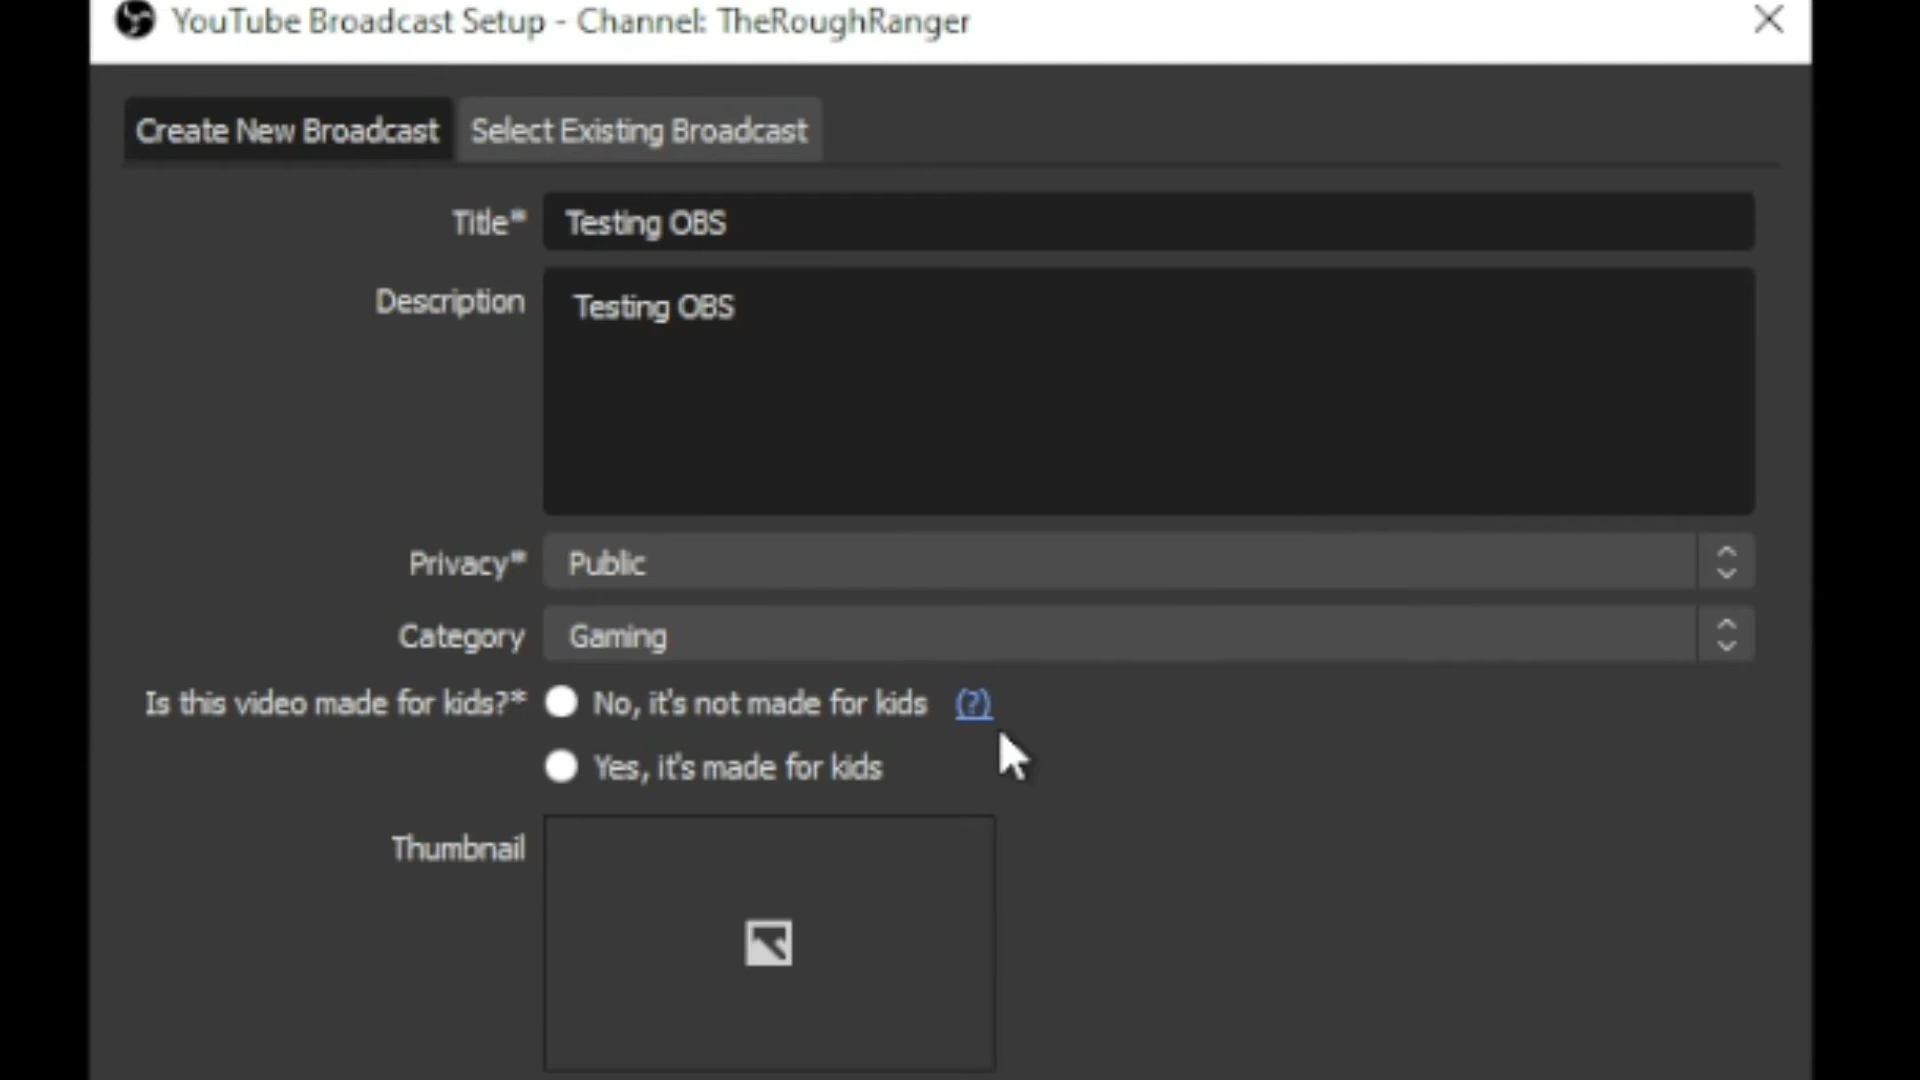 YouTube Broadcast Setup - Channel: TheRoughRanger
Create New Broadcast Select Existing Broadcast
Title* Testing OBS
Description Testing OBS
Privacy* Public
Category Gaming
Is this video made for kids?* No, it's not made for kids (?)
Yes, it's made for kids
Thumbnail